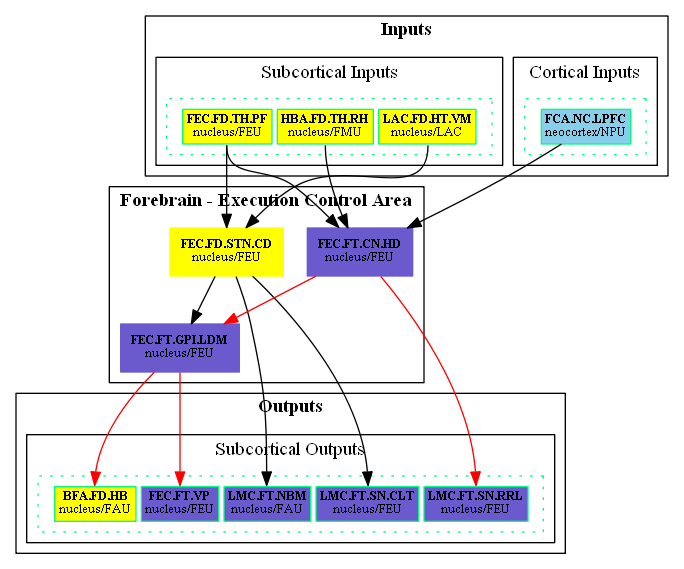 Inputs
Subcortical Inputs
Cortical Inputs
FEC.FD.TH.PF
nucleus/FEU
HBA.FD.TH.RH
nucleus/FMU
LAC.FD.HT.VM
nucleus/LAC
FCA.NC.LPFC
neocortex/NPU
Forebrain - Execution Control Area
FEC.FD.STN.CD
nucleus/FEU
FEC.FT.CN.HD
nucleus/FEU
FEC.FT.GPI.LDM
nucleus/FEU
Outputs
Subcortical Outputs
BFA.FD.HB
nucleus/FAU
FEC.FT.VP
nucleus/FEU
LMC.FT.NBM
nucleus/FAU
LMC.FT.SN.CLT
nucleus/FEU
LMC.FT.SN.RRL
nucleus/FEU